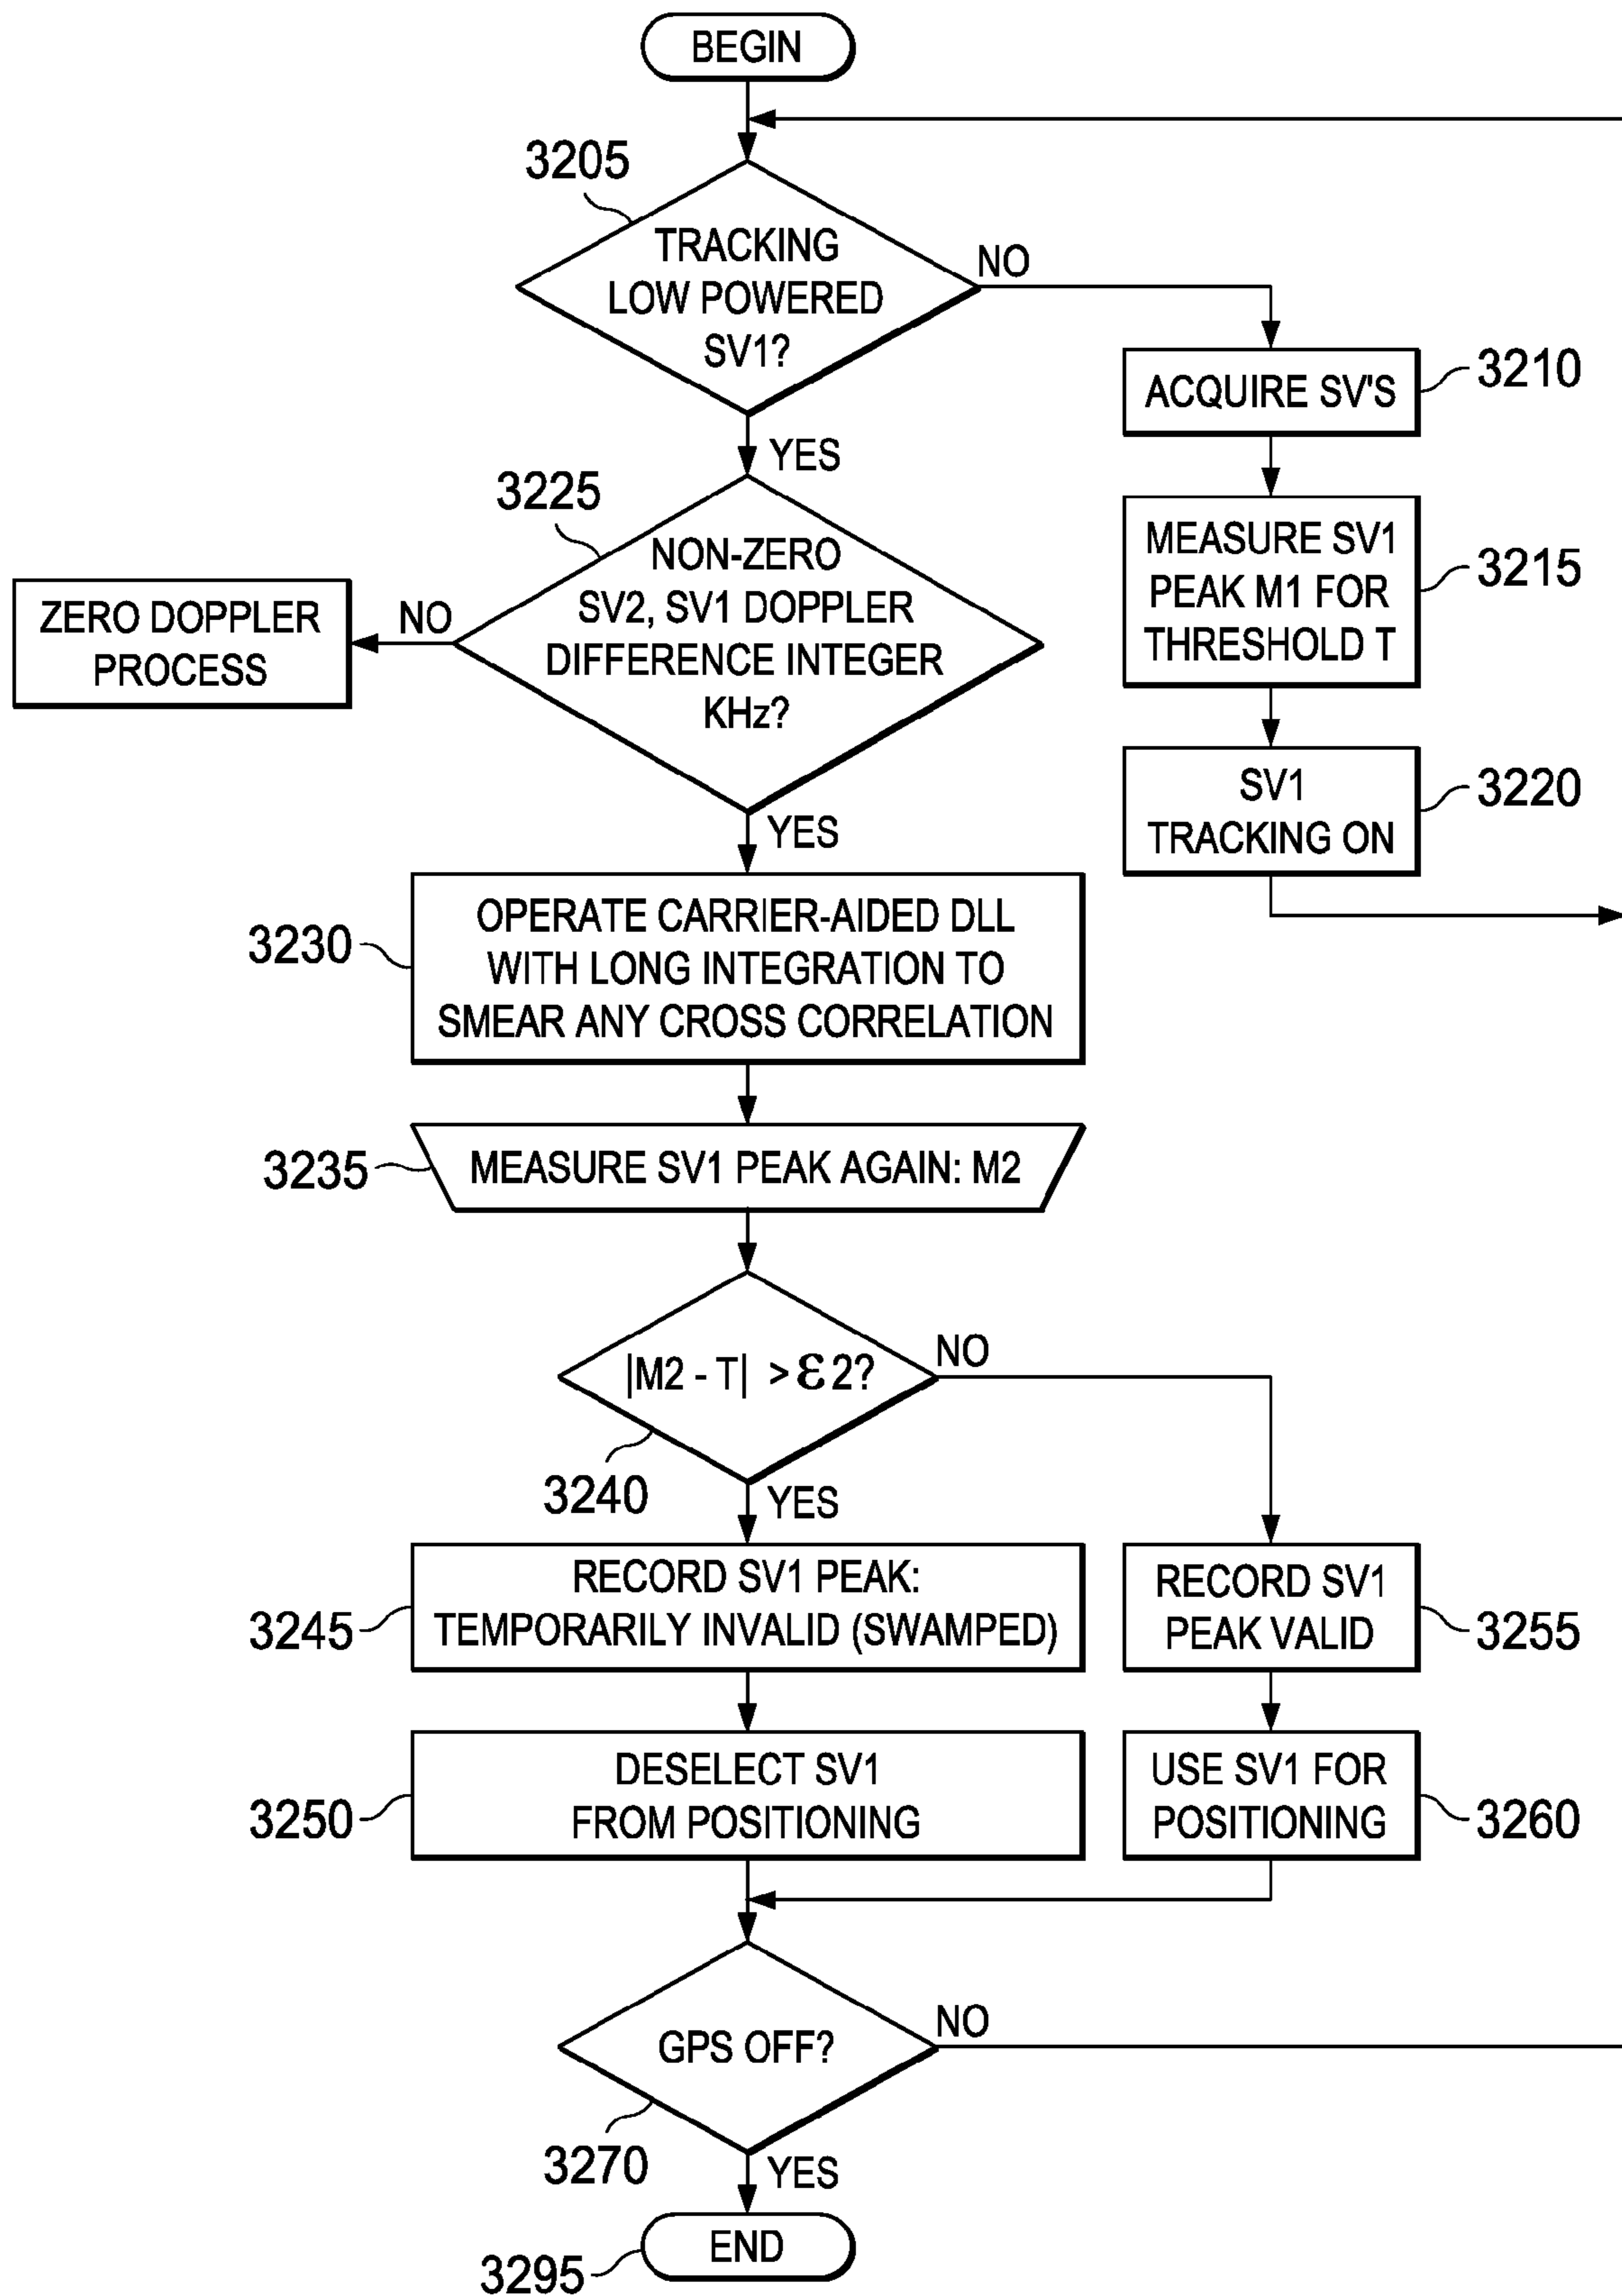 BEGIN
3205
TRACKING
LOW POWERED
SV1?
NO
YES
ACQUIRE SV'S
3210
MEASURE SV1
PEAK M1 FOR
THRESHOLD T
3215
SV1
TRACKING ON
3220
3225
NON-ZERO
SV2, SV1 DOPPLER
DIFFERENCE INTEGER
KHz?
NO
ZERO DOPPLER
PROCESS
YES
3230
OPERATE CARRIER-AIDED DLL
WITH LONG INTEGRATION TO
SMEAR ANY CROSS CORRELATION
3235
MEASURE SV1 PEAK AGAIN: M2
|M2 - T| > ε2?
NO
3240
YES
3245
RECORD SV1 PEAK:
TEMPORARILY INVALID (SWAMPED)
RECORD SV1
PEAK VALID
3255
3250
DESELECT SV1
FROM POSITIONING
USE SV1 FOR
POSITIONING
3260
GPS OFF?
NO
3270
YES
END
3295